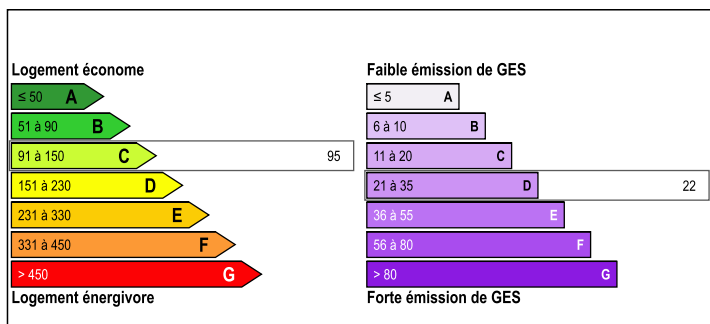 Logement économe
≤ 50 A
51 à 90 B
91 à 150 C 95
151 à 230 D
231 à 330 E
331 à 450 F
> 450 G
Logement énergivore
Faible émission de GES
≤ 5 A
6 à 10 B
11 à 20 C
21 à 35 D 22
36 à 55 E
56 à 80 F
> 80 G
Forte émission de GES